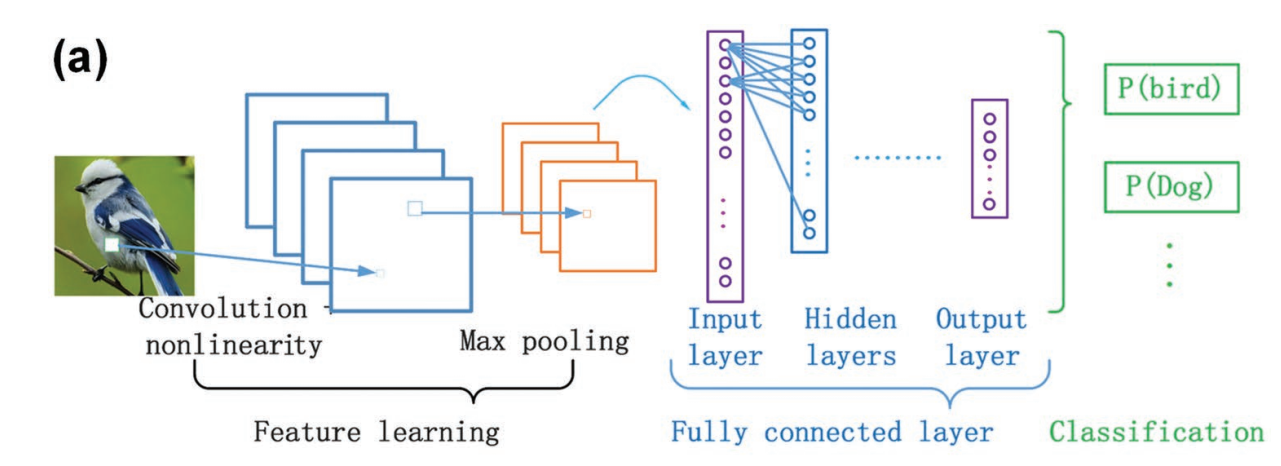 (a)
P(bird)
P(Dog)
Convolution +
nonlinearity
Max pooling
Input
layer
Hidden
layers
Output
layer
Feature learning
Fully connected layer
Classification